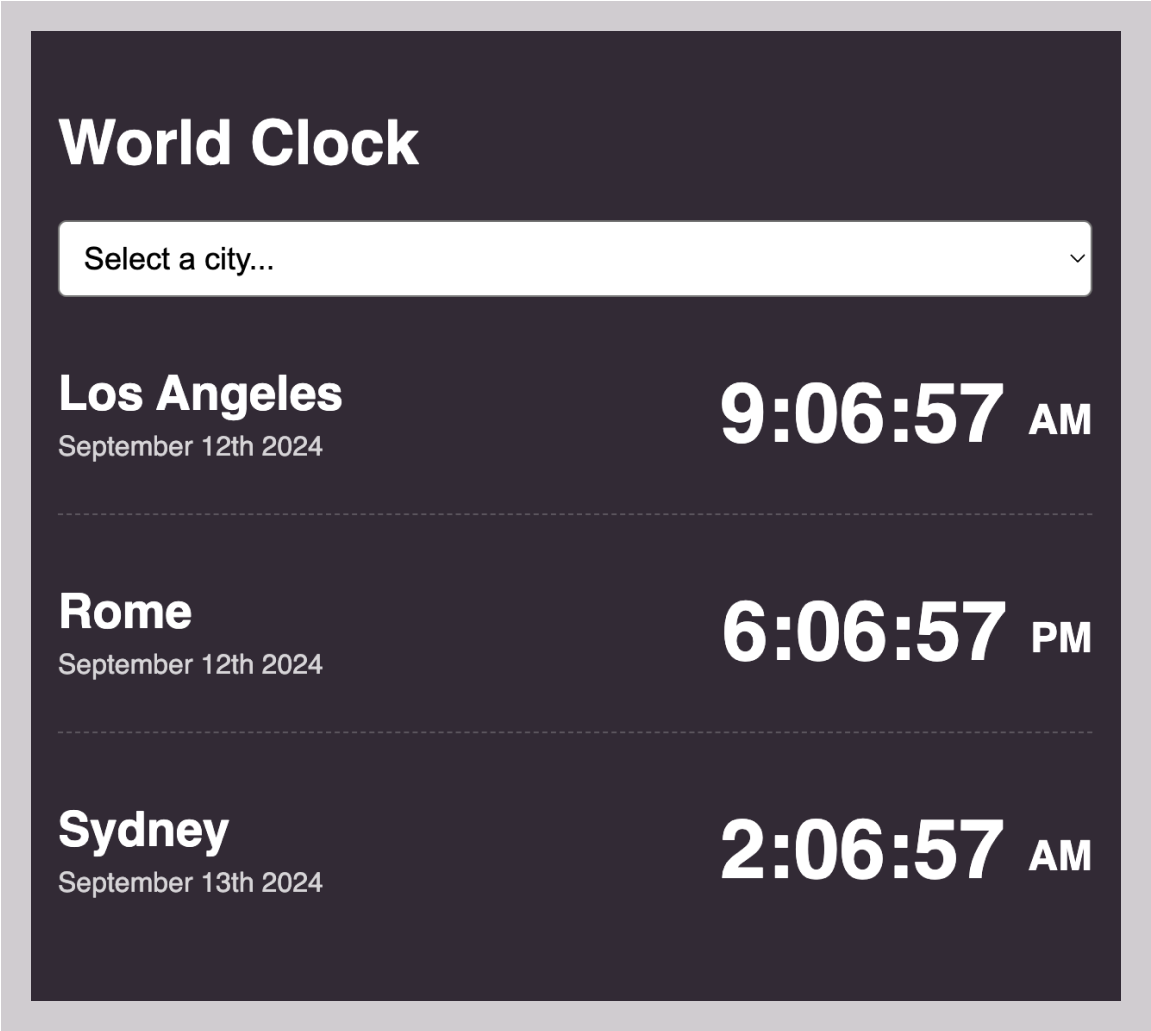 World Clock
Select a city...
Los Angeles
9:06:57 AM
September 12th 2024
Rome
6:06:57 PM
September 12th 2024
Sydney
2:06:57 AM
September 13th 2024